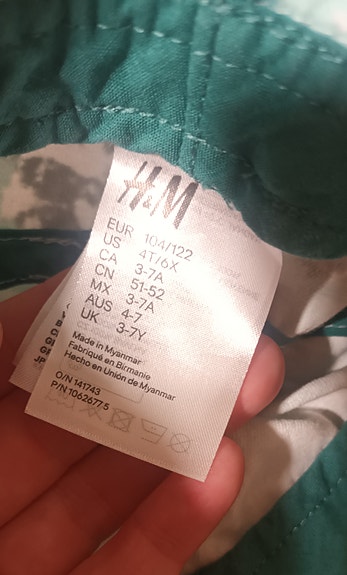 H&M
EUR 104/122
US 4T/6X
CA 3-7A
CN 51-52
MX 3-7A
AUS 4-7
UK 3-7Y
Made in Myanmar
Fabriqué en Birmanie
Hecho en Unión de Myanmar
O/N 141743
P/N 1062677 5